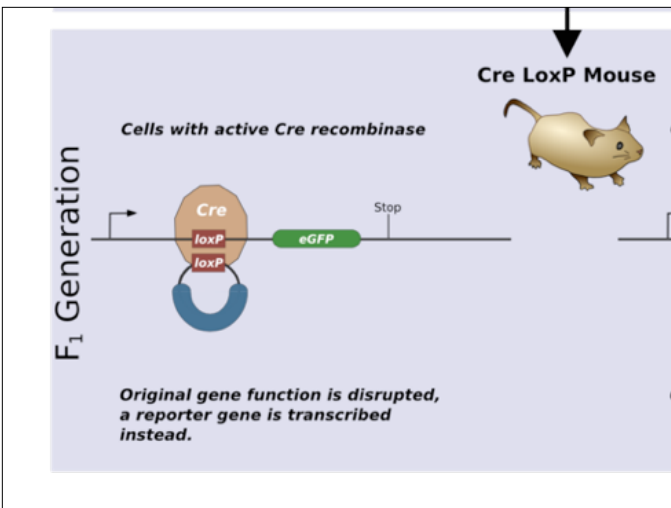 Cre LoxP Mouse
Cells with active Cre recombinase
F₁ Generation
Cre
Stop
loxP
eGFP
loxP
Original gene function is disrupted,
a reporter gene is transcribed
instead.